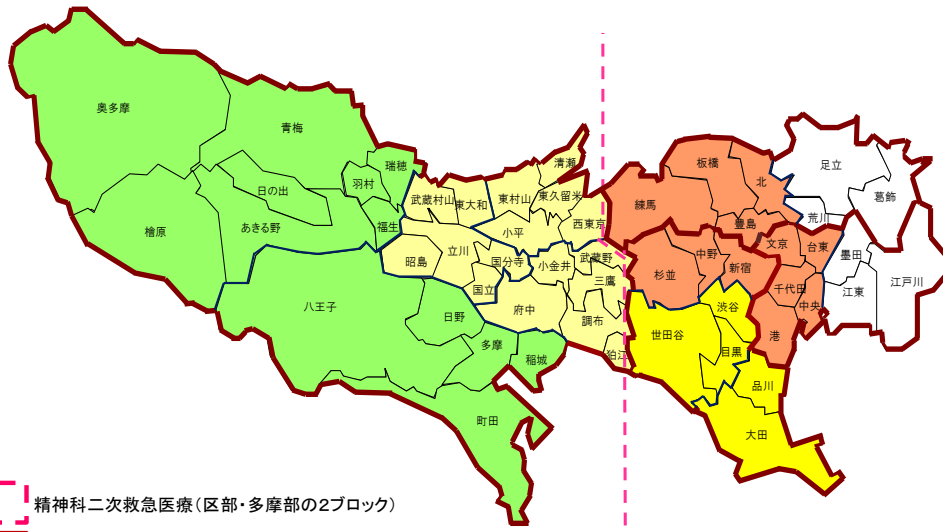 奥多摩
青梅
瑞穂
羽村
日の出
あきる野
檜原
福生
武蔵村山
東大和
東村山
清瀬
東久留米
小平
西東京
昭島
立川
国分寺
国立
小金井
武蔵野
三鷹
府中
調布
狛江
八王子
日野
多摩
稲城
町田
板橋
北
練馬
豊島
足立
葛飾
荒川
文京
台東
中野
新宿
杉並
千代田
中央
港
墨田
江東
江戸川
渋谷
世田谷
目黒
品川
大田
精神科二次救急医療(区部・多摩部の2ブロック)